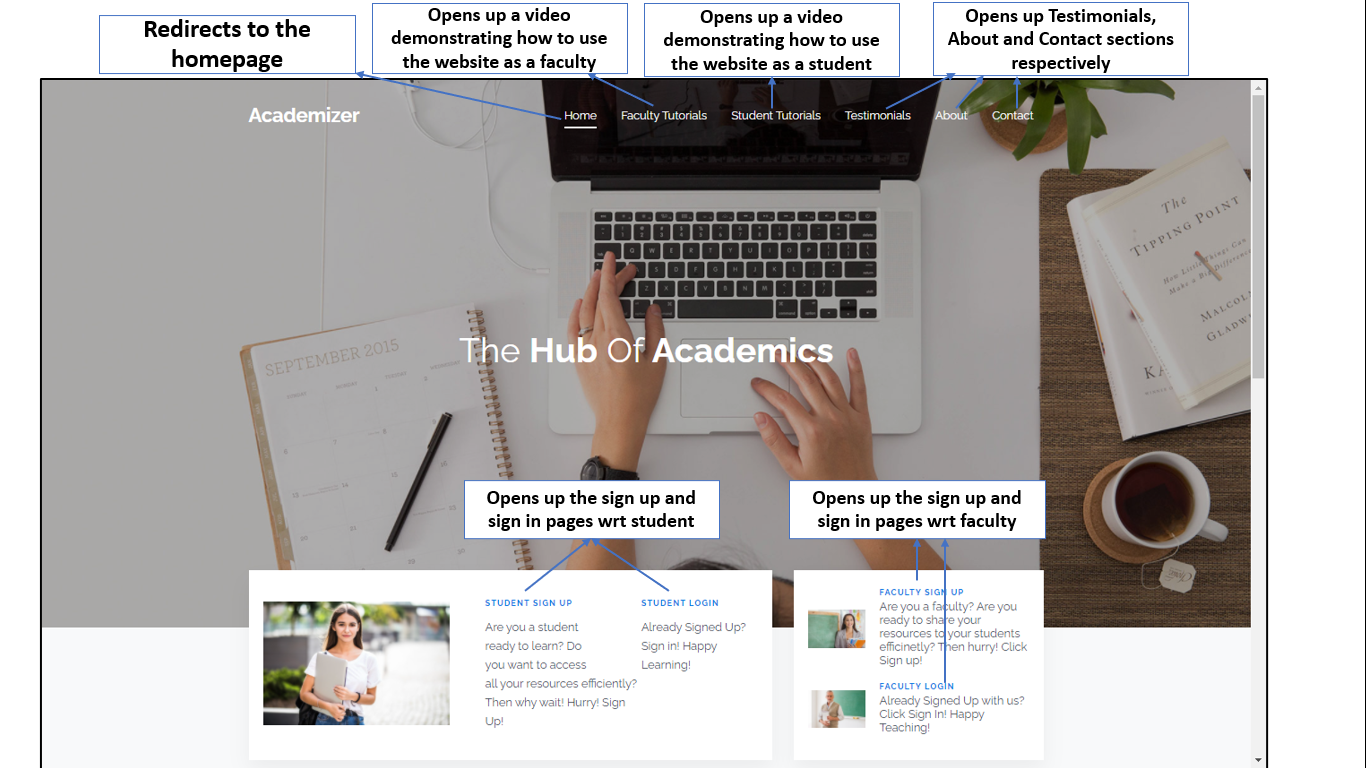 Redirects to the
homepage
Opens up a video
demonstrating how to use
the website as a faculty
Opens up a video
demonstrating how to use
the website as a student
Opens up Testimonials,
About and Contact sections
respectively
Academizer
Home
Faculty Tutorials
Student Tutorials
Testimonials
About
Contact
The
TIPPING POINT
How Little Things Can
Make a Big Difference
MALCOLM
GLADW
KA
SEPTEMBER 2015
The Hub Of Academics
Opens up the sign up and
sign in pages wrt student
Opens up the sign up and
sign in pages wrt faculty
STUDENT SIGN UP
Are you a student
ready to learn? Do
you want to access
all your resources efficiently?
Then why wait! Hurry! Sign
Up!
STUDENT LOGIN
Already Signed Up?
Sign in! Happy
Learning!
FACULTY SIGN UP
Are you a faculty? Are you
ready to share your
resources to your students
efficinetly? Then hurry! Click
Sign up!
FACULTY LOGIN
Already Signed Up with us?
Click Sign In! Happy
Teaching!